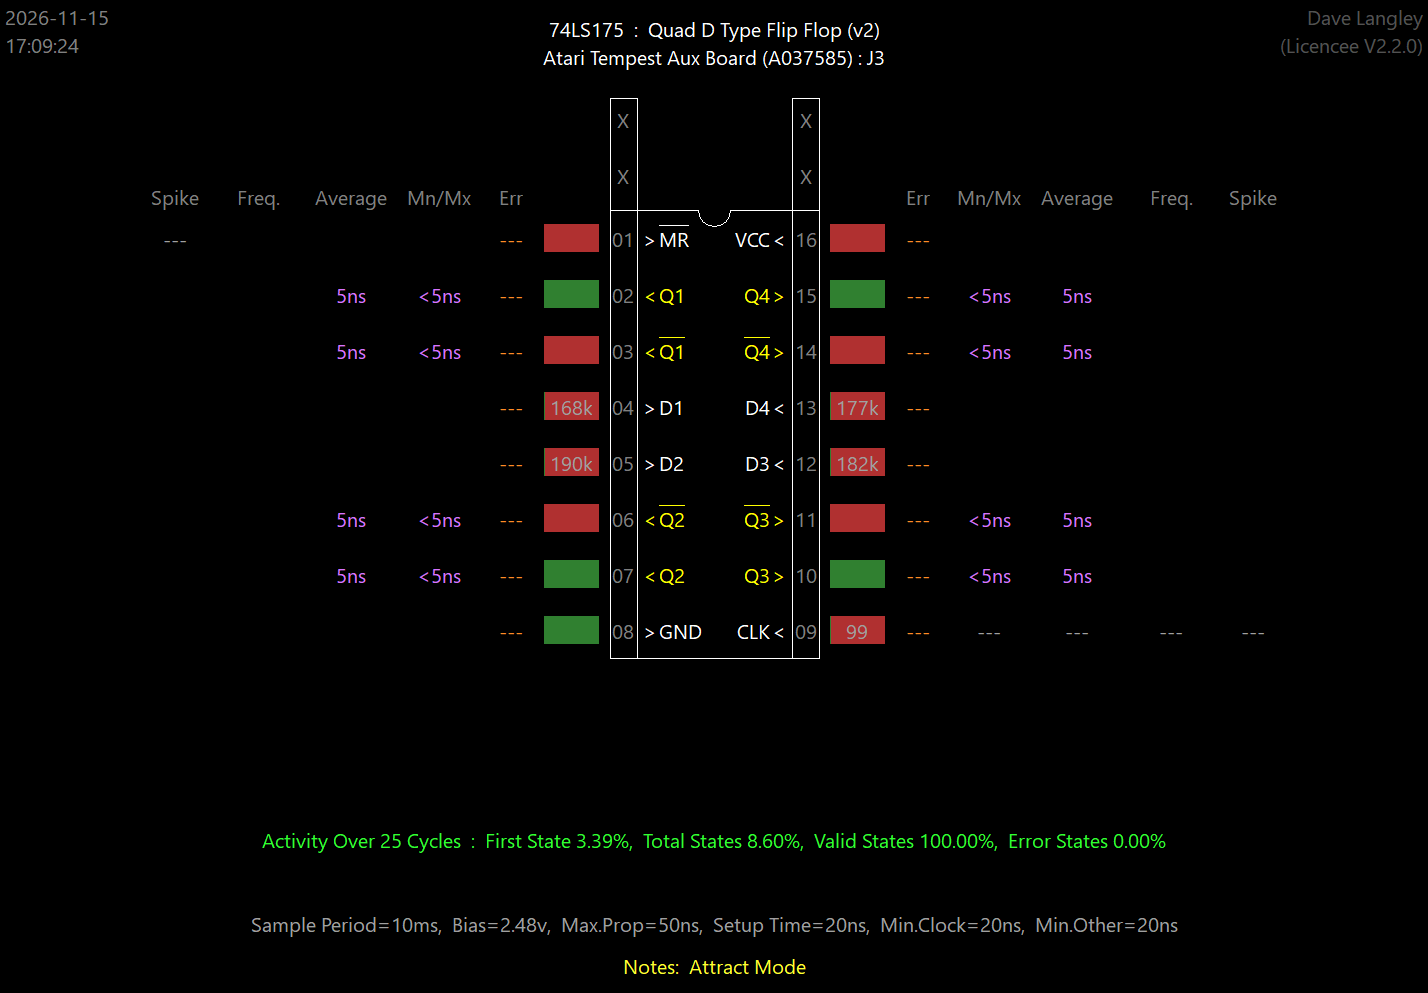 2026-11-15
17:09:24
74LS175 : Quad D Type Flip Flop (v2)
Atari Tempest Aux Board (A037585) : J3
Dave Langley
(Licencee V2.2.0)
X X
X X
Spike Freq. Average Mn/Mx Err Err Mn/Mx Average Freq. Spike
--- --- 01 > MR VCC < 16 ---
5ns <5ns --- 02 < Q1 Q4 > 15 --- <5ns 5ns
5ns <5ns --- 03 < Q1 Q4 > 14 --- <5ns 5ns
--- 168k 04 > D1 D4 < 13 177k ---
--- 190k 05 > D2 D3 < 12 182k ---
5ns <5ns --- 06 < Q2 Q3 > 11 --- <5ns 5ns
5ns <5ns --- 07 < Q2 Q3 > 10 --- <5ns 5ns
--- 08 > GND CLK < 09 99 --- --- --- --- ---
Activity Over 25 Cycles : First State 3.39%, Total States 8.60%, Valid States 100.00%, Error States 0.00%
Sample Period=10ms, Bias=2.48v, Max.Prop=50ns, Setup Time=20ns, Min.Clock=20ns, Min.Other=20ns
Notes: Attract Mode